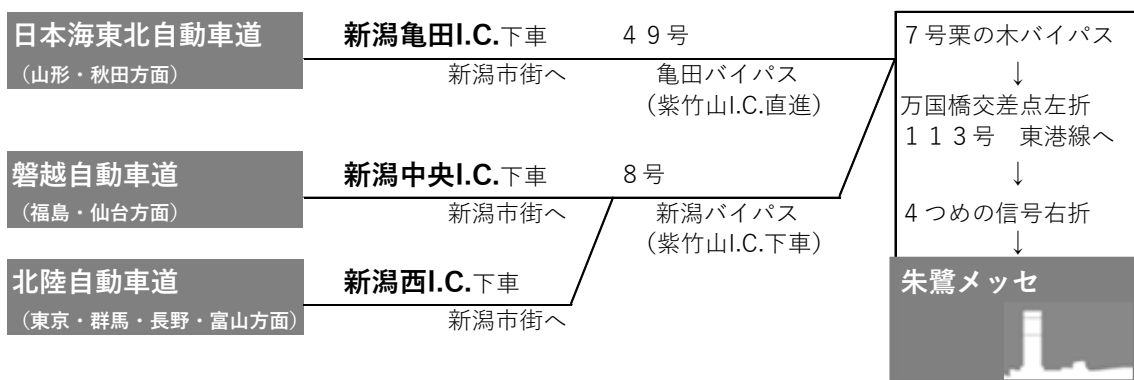 日本海東北自動車道
（山形・秋田方面）
新潟亀田I.C.下車
新潟市街へ
４９号
亀田バイパス
（紫竹山I.C.直進）
磐越自動車道
（福島・仙台方面）
新潟中央I.C.下車
新潟市街へ
８号
新潟バイパス
（紫竹山I.C.下車）
北陸自動車道
（東京・群馬・長野・富山方面）
新潟西I.C.下車
新潟市街へ
７号栗の木バイパス
↓
万国橋交差点左折
１１３号　東港線へ
↓
４つめの信号右折
↓
朱鷺メッセ